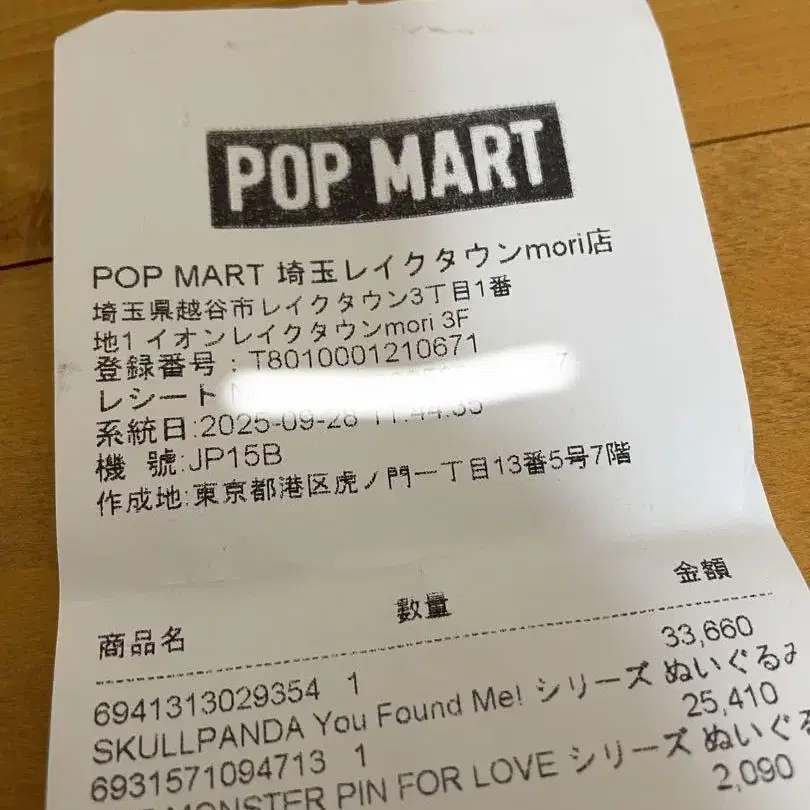 POP MART
POP MART 埼玉レイクタウンmori店
埼玉県越谷市レイクタウン3丁目1番
地1 イオンレイクタウンmori 3F
登録番号 : T8010001210671
レシート
系統日:2025-09-28 11:44:35
機 號:JP15B
作成地:東京都港区虎ノ門一丁目13番5号7階
商品名 数量 金額
6941313029354 1 33,660
SKULLPANDA You Found Me! シリーズ ぬいぐるみ
6931571094713 1 25,410
MONSTER PIN FOR LOVE シリーズ ぬいぐる
2,090